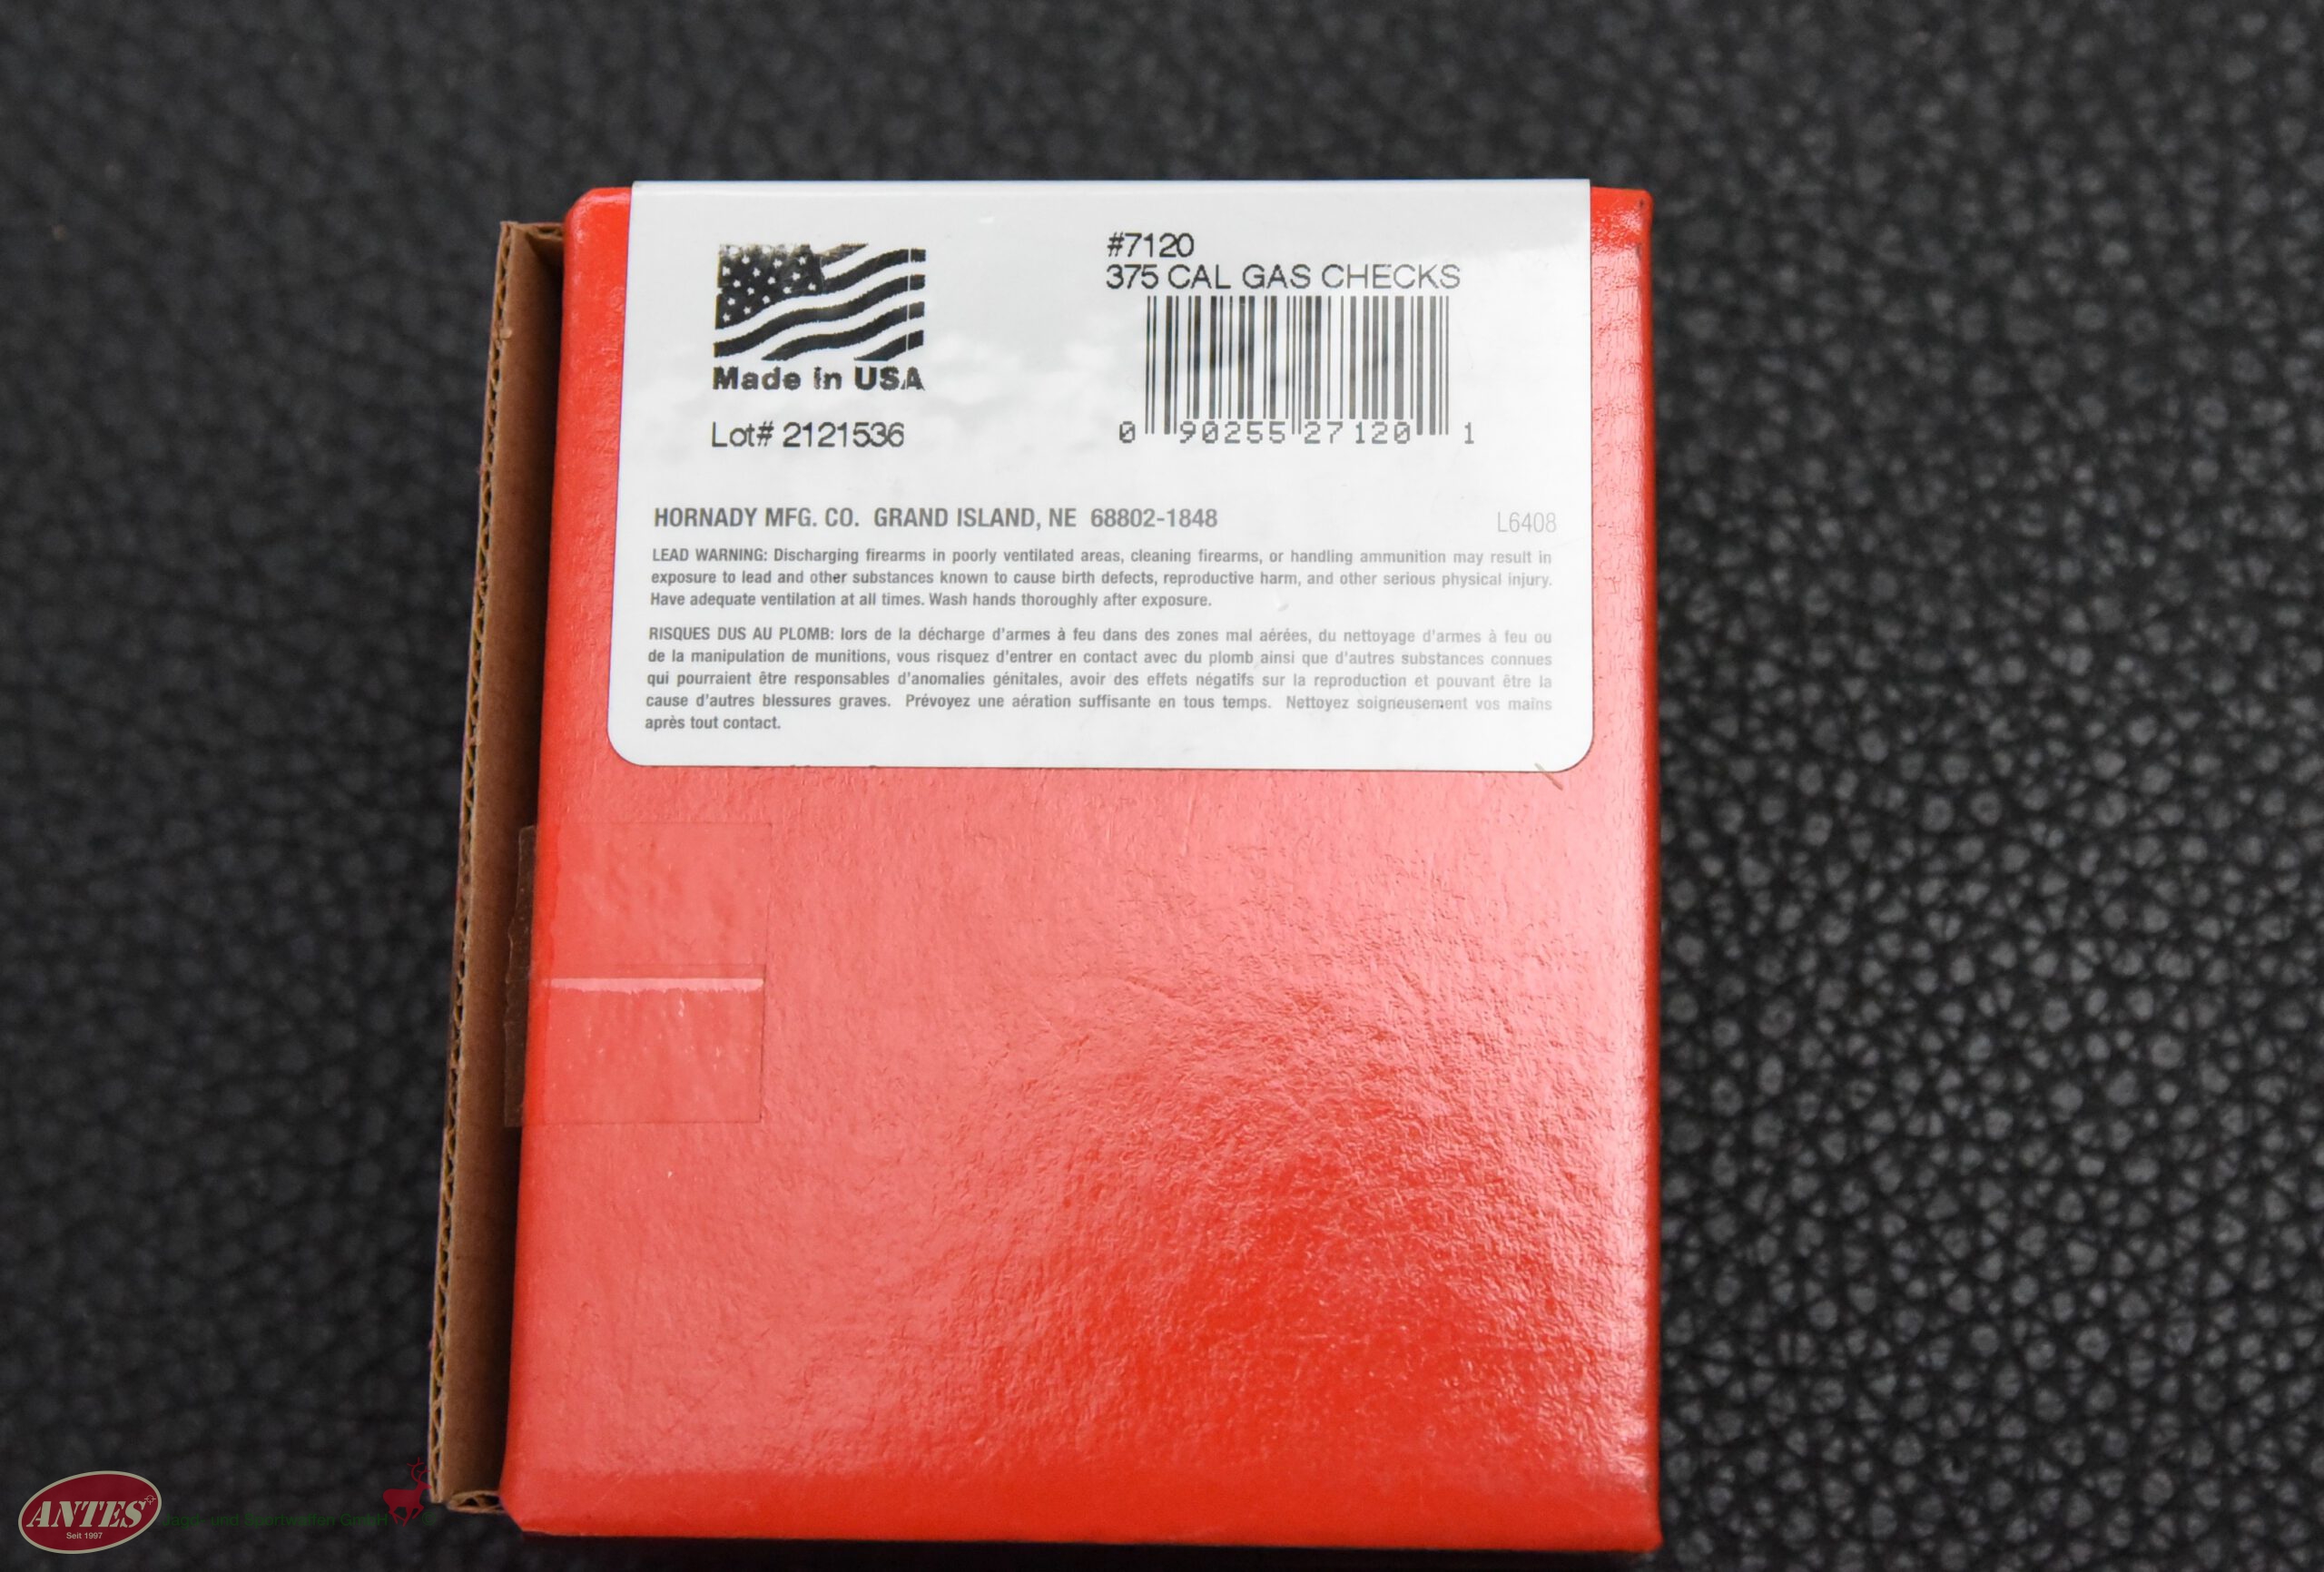 #7120
375 CAL GAS CHECKS
Made in USA
Lot# 2121536
0 90255 27120 1
HORNADY MFG. CO. GRAND ISLAND, NE 68802-1848
L6408
LEAD WARNING: Discharging firearms in poorly ventilated areas, cleaning firearms, or handling ammunition may result in
exposure to lead and other substances known to cause birth defects, reproductive harm, and other serious physical injury.
Have adequate ventilation at all times. Wash hands thoroughly after exposure.
RISQUES DUS AU PLOMB: lors de la décharge d'armes à feu dans des zones mal aérées, du nettoyage d'armes à feu ou
de la manipulation de munitions, vous risquez d'entrer en contact avec du plomb ainsi que d'autres substances connues
qui pourraient être responsables d'anomalies génitales, avoir des effets négatifs sur la reproduction et pouvant être la
cause d'autres blessures graves. Prévoyez une aération suffisante en tous temps. Nettoyez soigneusement vos mains
après tout contact.
ANTES
Seit 1997
Jagd- und Sportwaffen GmbH